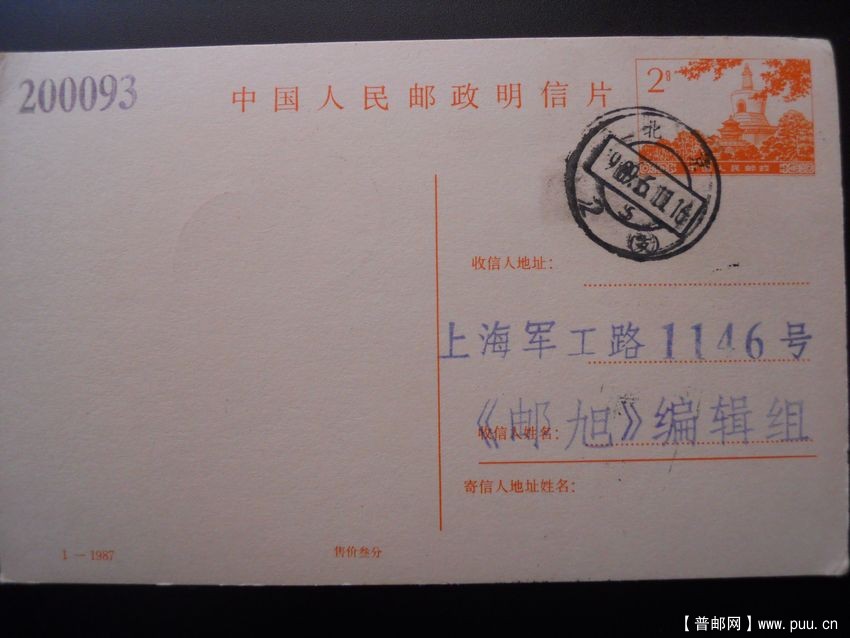 200093
中国人民邮政明信片
2分
北京
2
(支)
收信人地址：
上海军工路1146号
收信人姓名：
《邮旭》编辑组
寄信人地址姓名：
1－1987
售价叁分
【普邮网】www.puu.cn